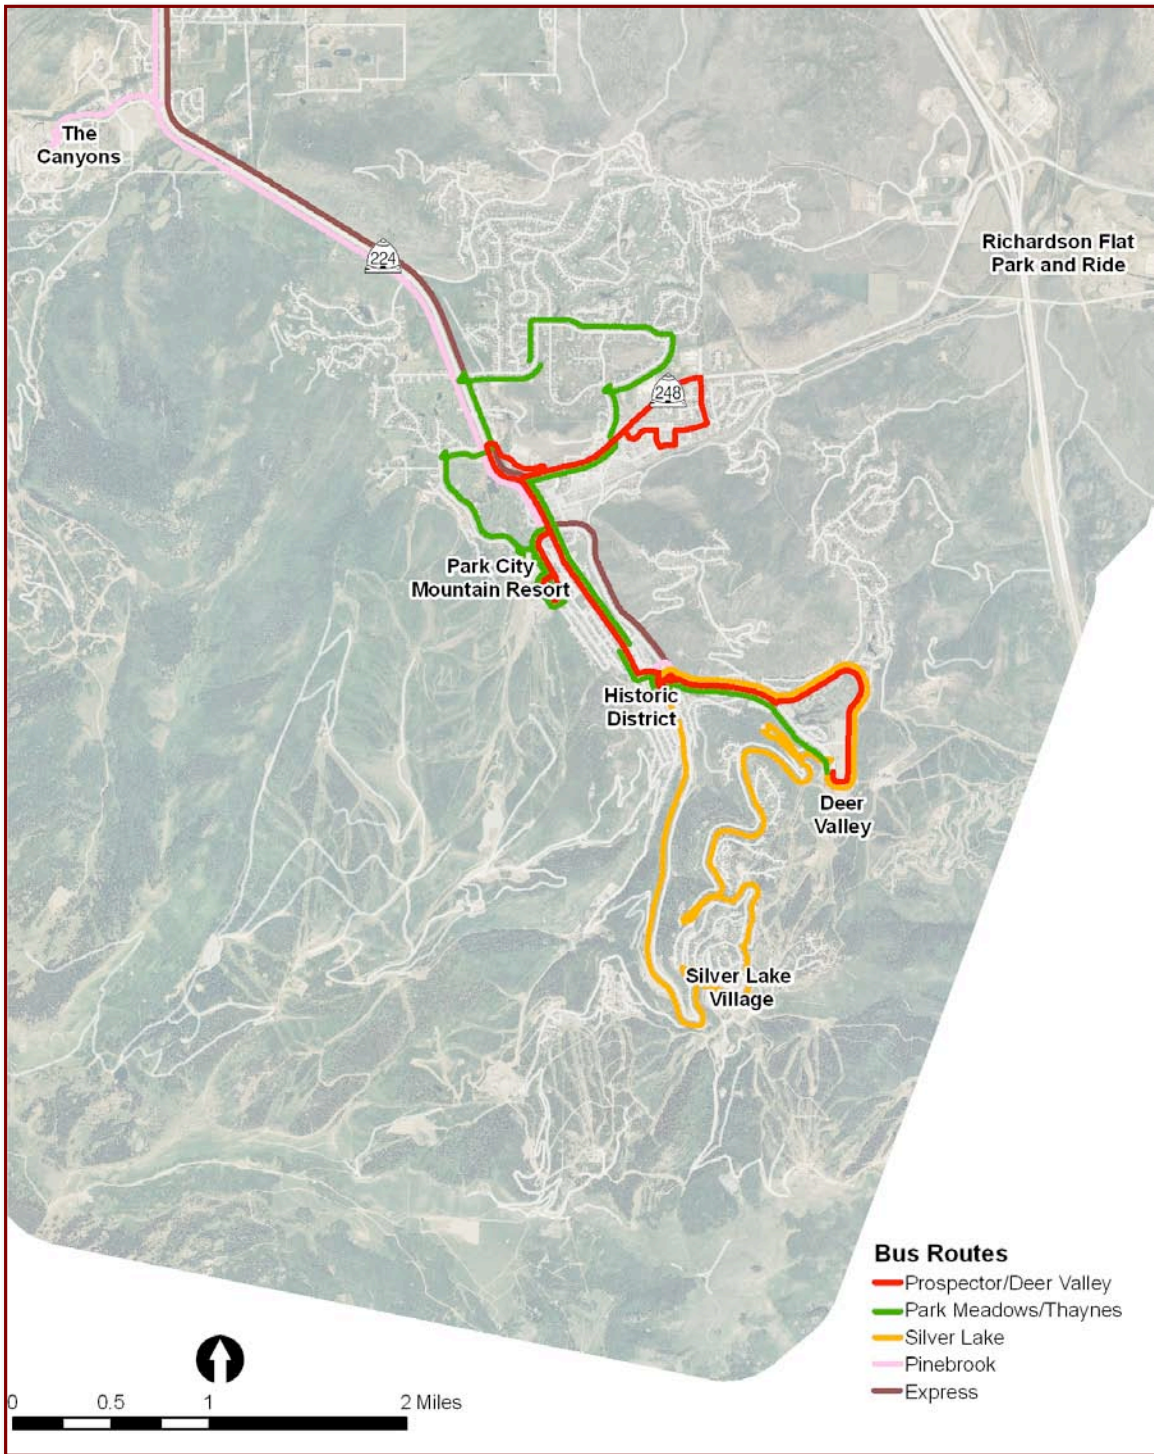 The
Canyons
224
Richardson Flat
Park and Ride
248
Park City
Mountain Resort
Historic
District
Deer
Valley
Silver Lake
Village
Bus Routes
Prospector/Deer Valley
Park Meadows/Thaynes
Silver Lake
Pinebrook
Express
0 0.5 1 2 Miles